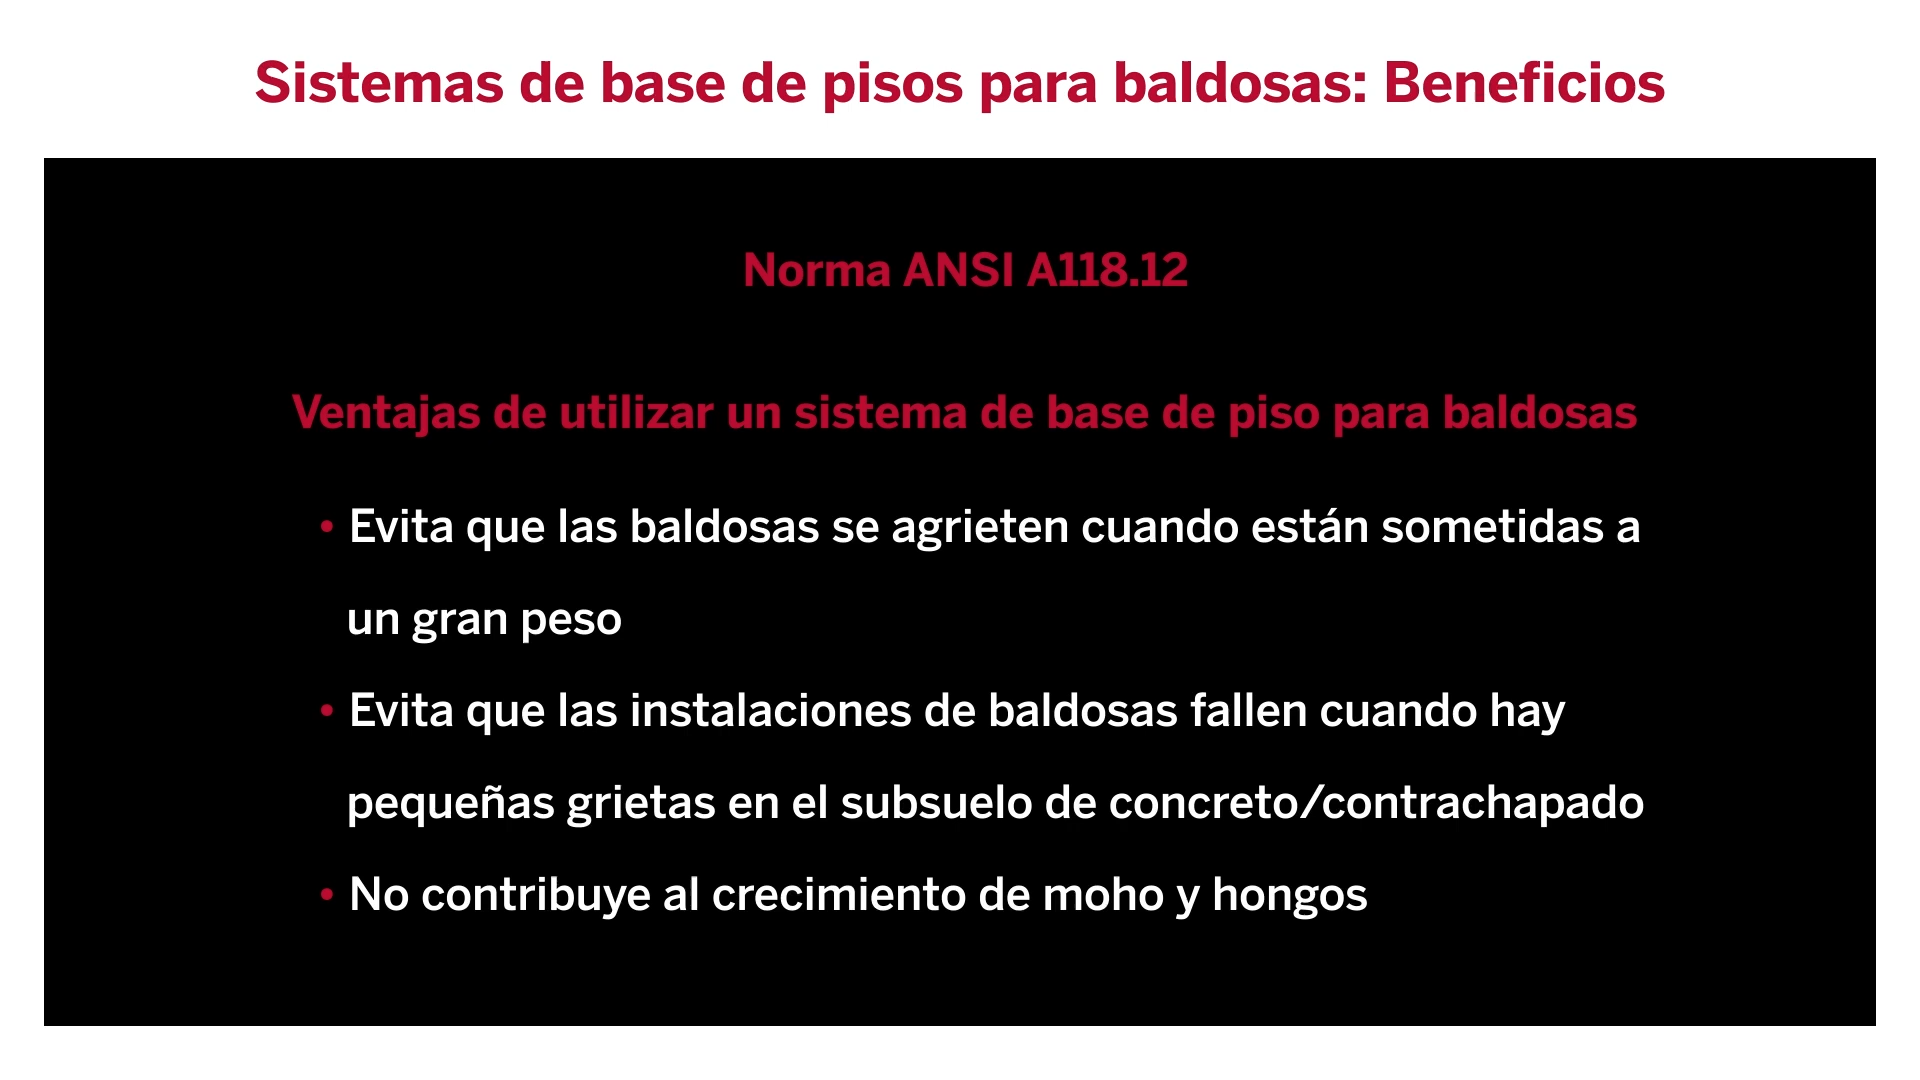 Sistemas de base de pisos para baldosas: Beneficios
Norma ANSI A118.12
Ventajas de utilizar un sistema de base de piso para baldosas
• Evita que las baldosas se agrieten cuando están sometidas a
un gran peso
• Evita que las instalaciones de baldosas fallen cuando hay
pequeñas grietas en el subsuelo de concreto/contrachapado
• No contribuye al crecimiento de moho y hongos